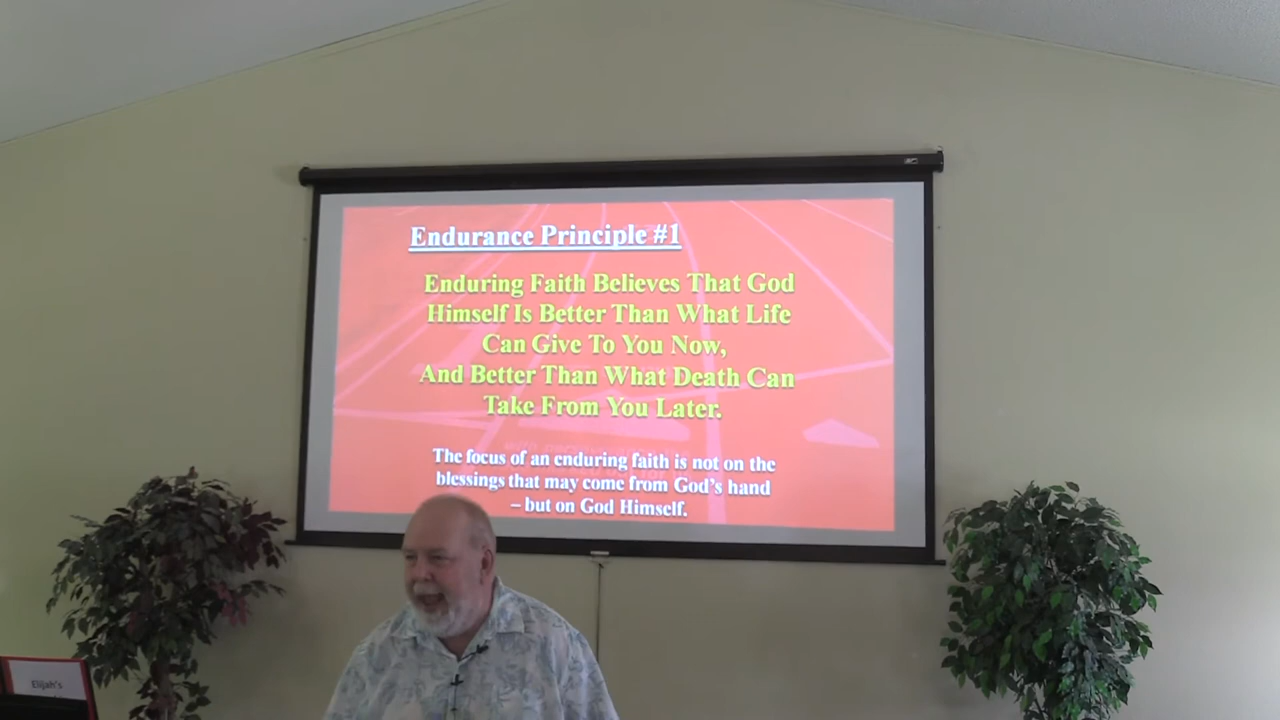 Endurance Principle #1
Enduring Faith Believes That God
Himself Is Better Than What Life
Can Give To You Now,
And Better Than What Death Can
Take From You Later.
The focus of an enduring faith is not on the
blessings that may come from God's hand
– but on God Himself.
Elijah's